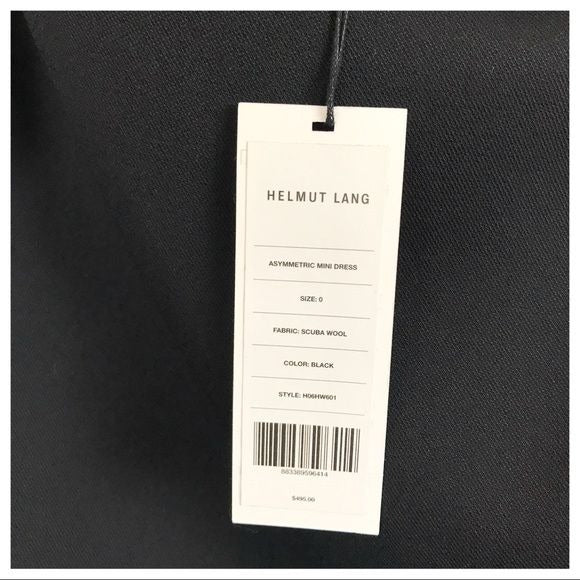 HELMUT LANG
ASYMMETRIC MINI DRESS
SIZE: 0
FABRIC: SCUBA WOOL
COLOR: BLACK
STYLE: H06HW601
883389596414
$495.00